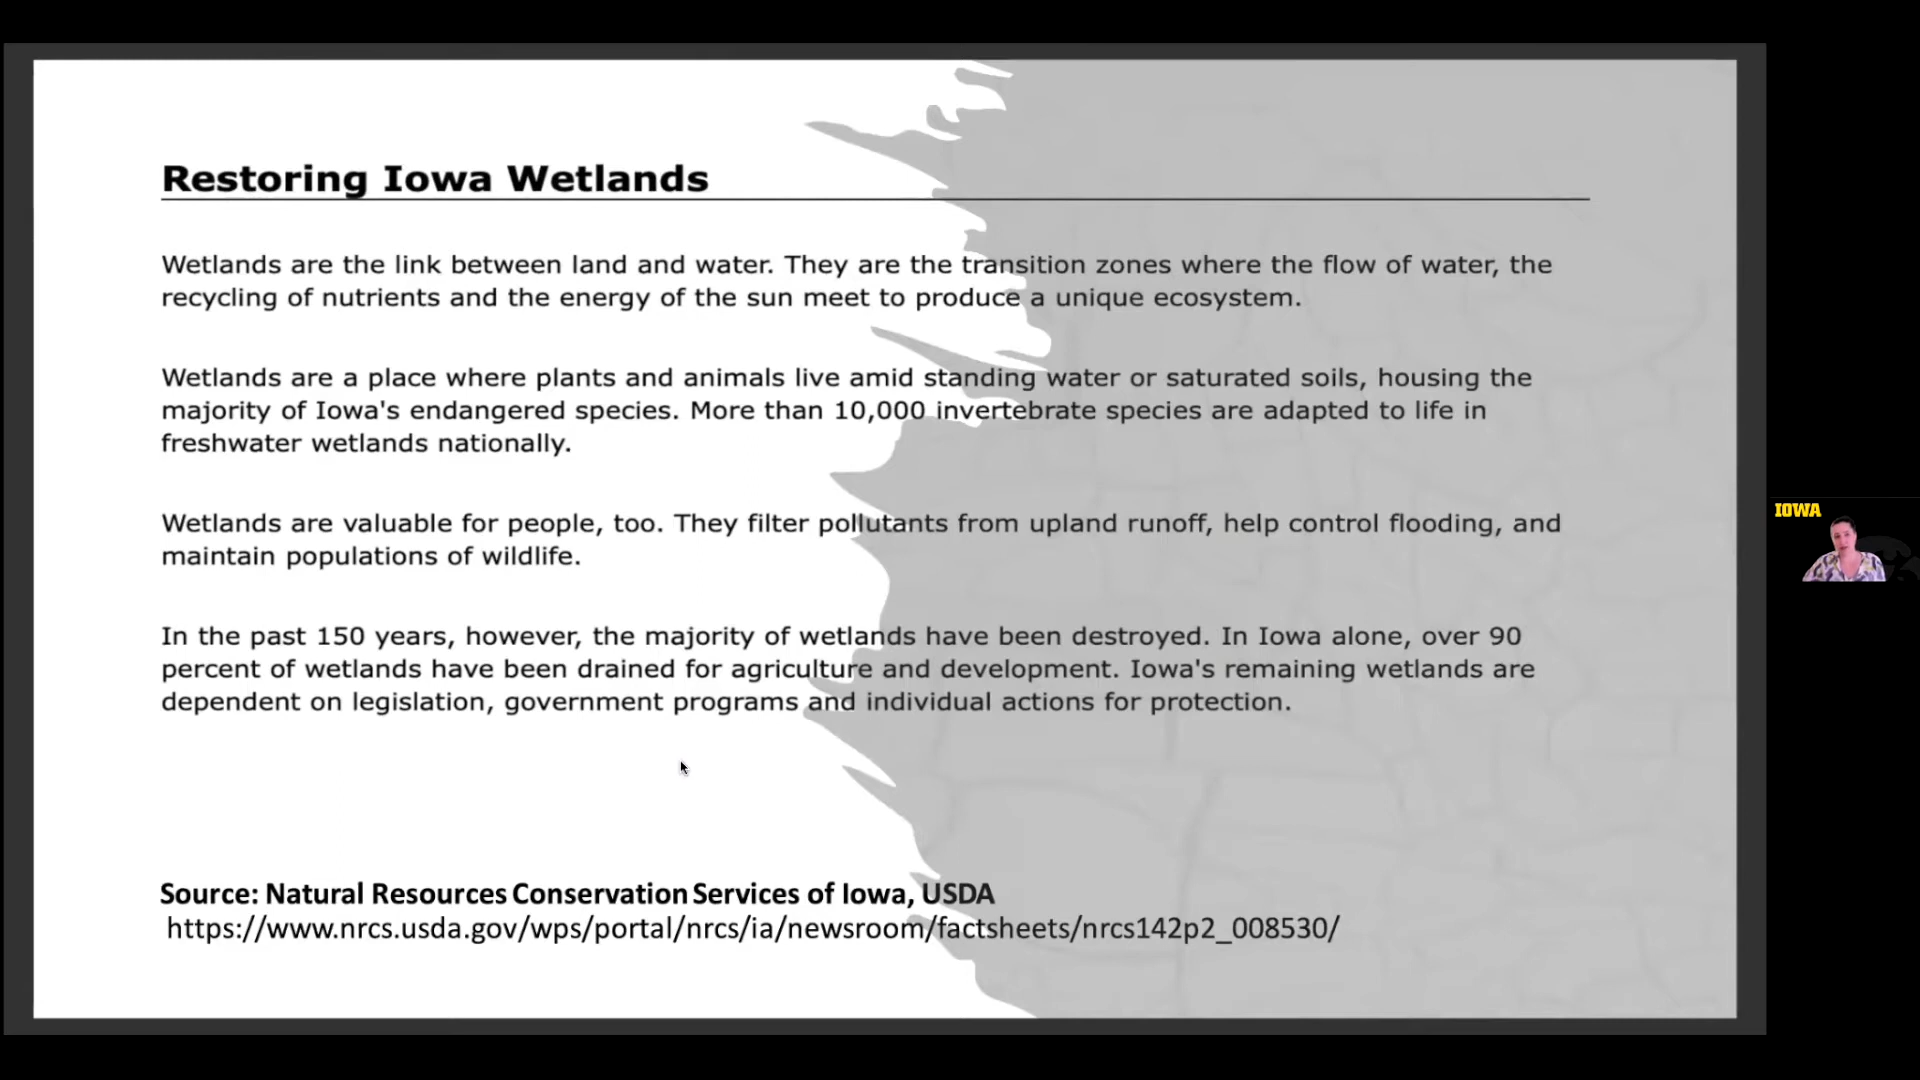 Restoring Iowa Wetlands
Wetlands are the link between land and water. They are the transition zones where the flow of water, the
recycling of nutrients and the energy of the sun meet to produce a unique ecosystem.
Wetlands are a place where plants and animals live amid standing water or saturated soils, housing the
majority of Iowa's endangered species. More than 10,000 invertebrate species are adapted to life in
freshwater wetlands nationally.
Wetlands are valuable for people, too. They filter pollutants from upland runoff, help control flooding, and
maintain populations of wildlife.
In the past 150 years, however, the majority of wetlands have been destroyed. In Iowa alone, over 90
percent of wetlands have been drained for agriculture and development. Iowa's remaining wetlands are
dependent on legislation, government programs and individual actions for protection.
Source: Natural Resources Conservation Services of Iowa, USDA
https://www.nrcs.usda.gov/wps/portal/nrcs/ia/newsroom/factsheets/nrcs142p2_008530/
IOWA